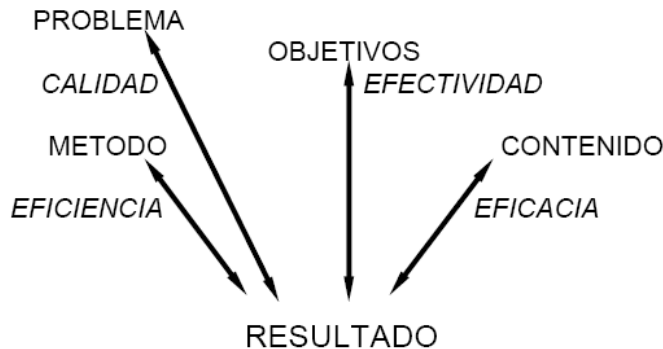 PROBLEMA
OBJETIVOS
CALIDAD
EFECTIVIDAD
METODO
CONTENIDO
EFICIENCIA
EFICACIA
RESULTADO